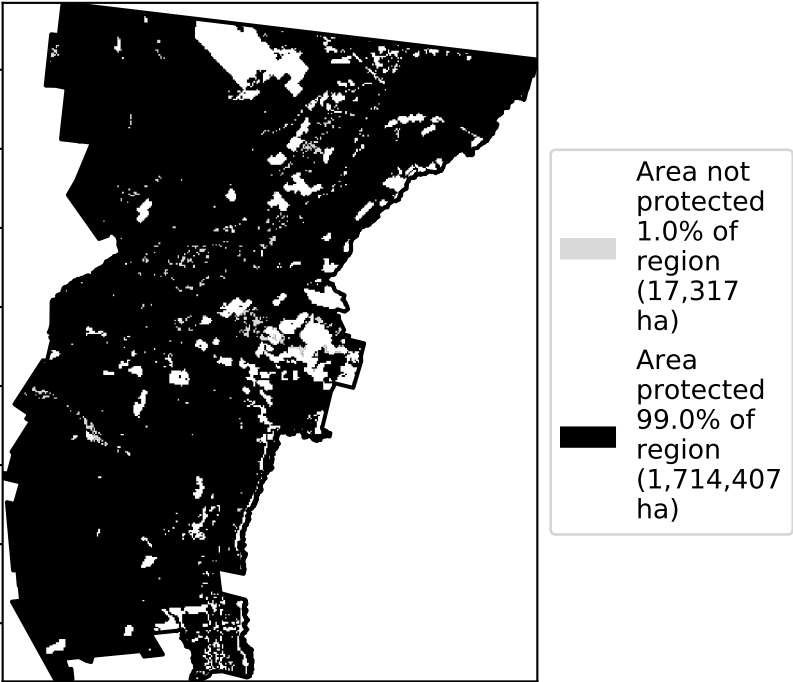 Area not
protected
1.0% of
region
(17,317
ha)
Area
protected
99.0% of
region
(1,714,407
ha)